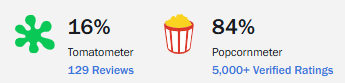 16%
Tomatometer
129 Reviews
84%
Popcornmeter
5,000+ Verified Ratings